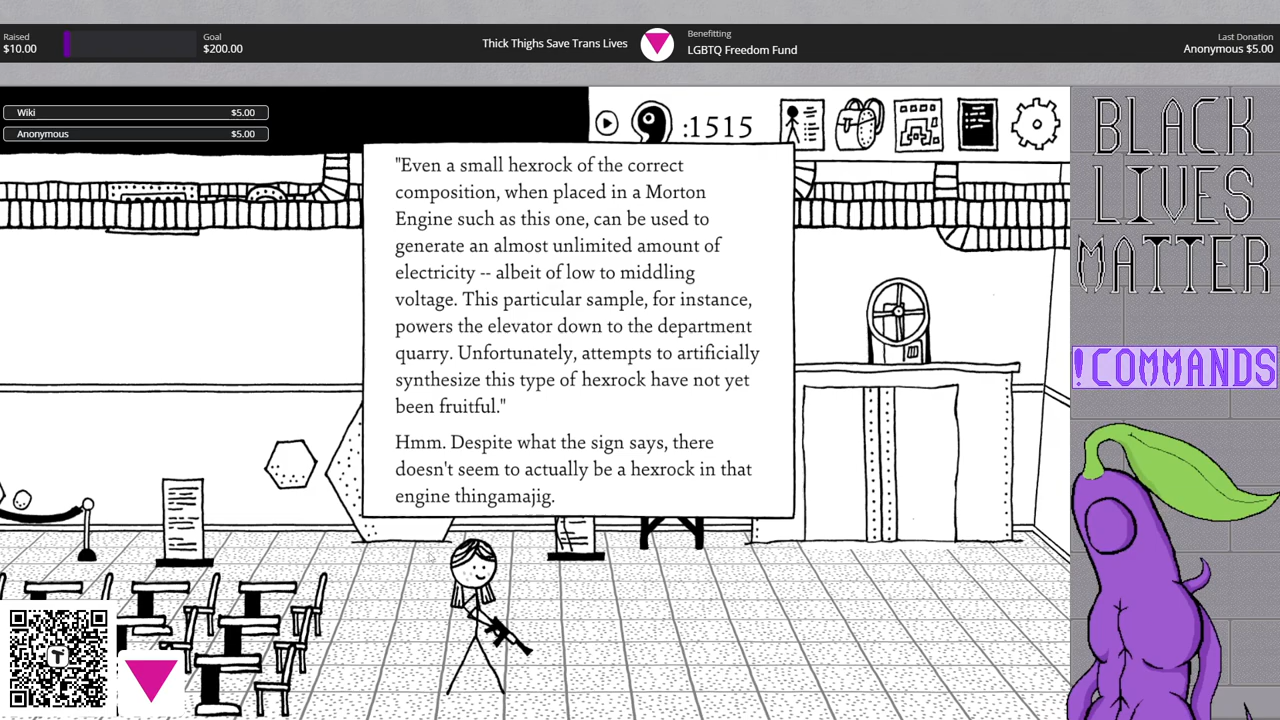 Raised
$10.00
Goal
$200.00
Thick Thighs Save Trans Lives
Benefitting
LGBTQ Freedom Fund
Last Donation
Anonymous $5.00
Wiki $5.00
Anonymous $5.00
:1515
"Even a small hexrock of the correct
composition, when placed in a Morton
Engine such as this one, can be used to
generate an almost unlimited amount of
electricity -- albeit of low to middling
voltage. This particular sample, for instance,
powers the elevator down to the department
quarry. Unfortunately, attempts to artificially
synthesize this type of hexrock have not yet
been fruitful."
Hmm. Despite what the sign says, there
doesn't seem to actually be a hexrock in that
engine thingamajig.
BLACK
LIVES
MATTER
!COMMANDS